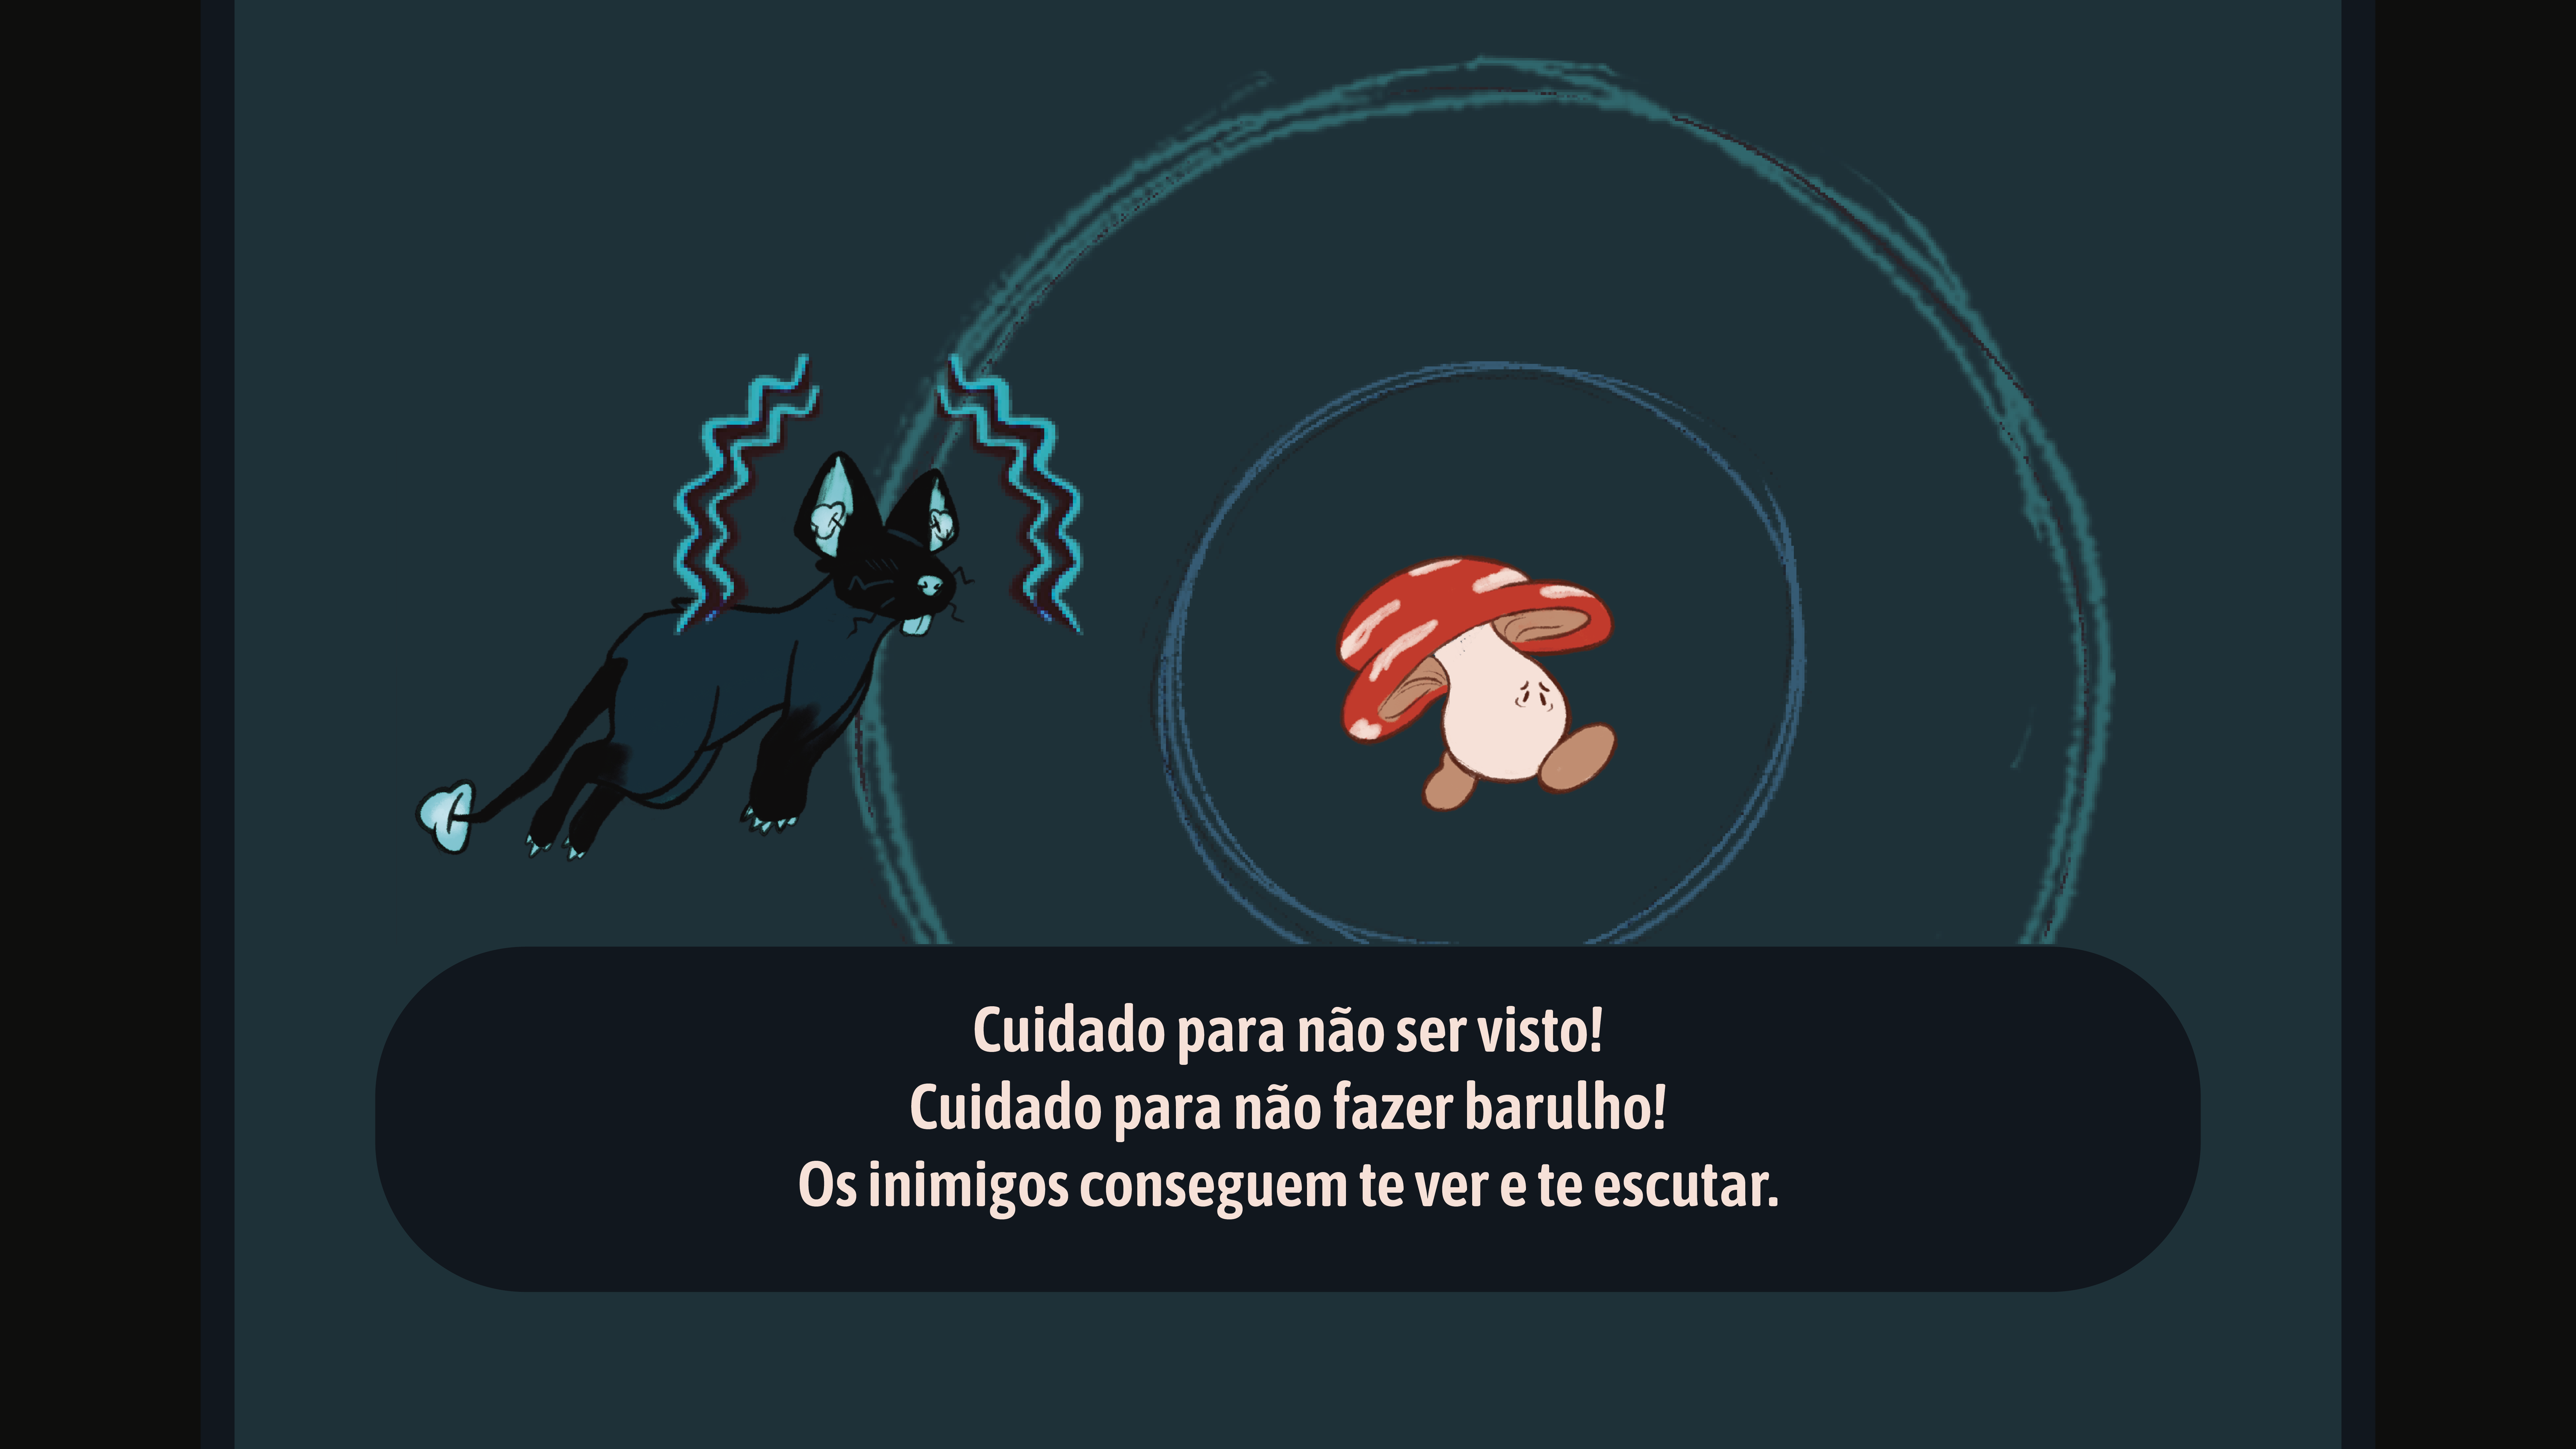 Cuidado para não ser visto!
Cuidado para não fazer barulho!
Os inimigos conseguem te ver e te escutar.